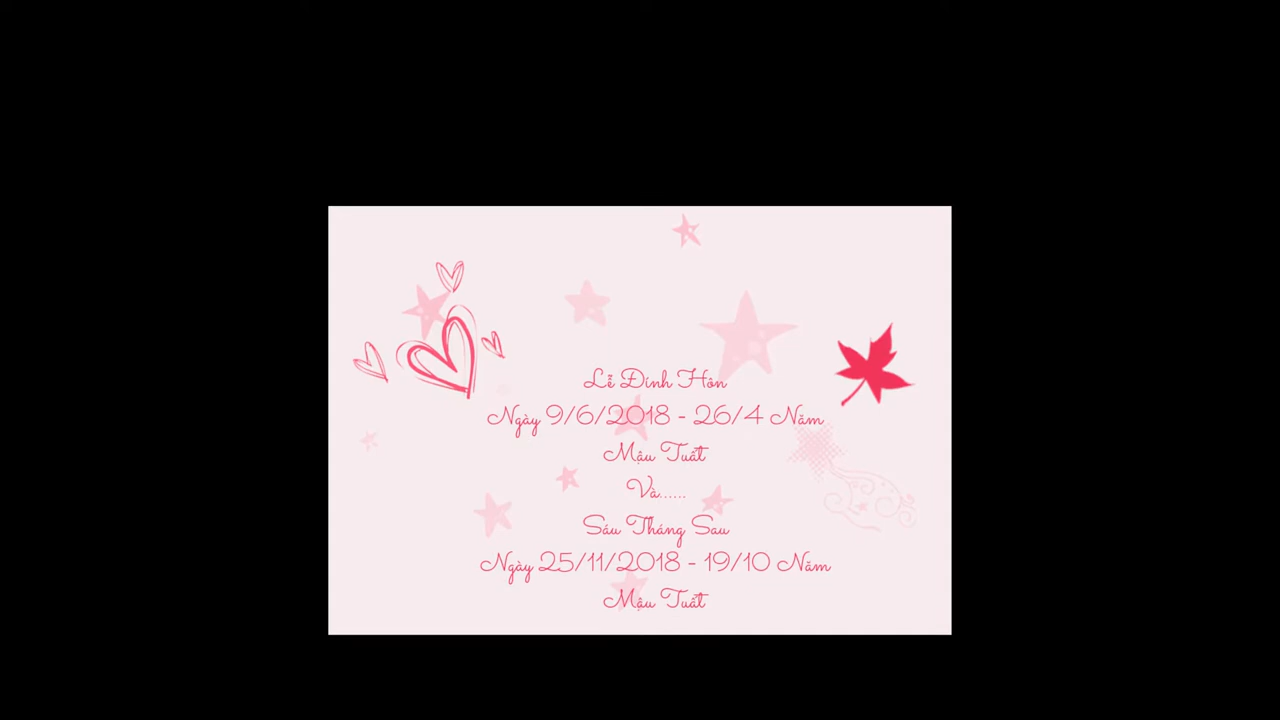 Lễ Đính Hôn
Ngày 9/6/2018 - 26/4 Năm
Mậu Tuất
Và......
Sáu Tháng Sau
Ngày 25/11/2018 - 19/10 Năm
Mậu Tuất